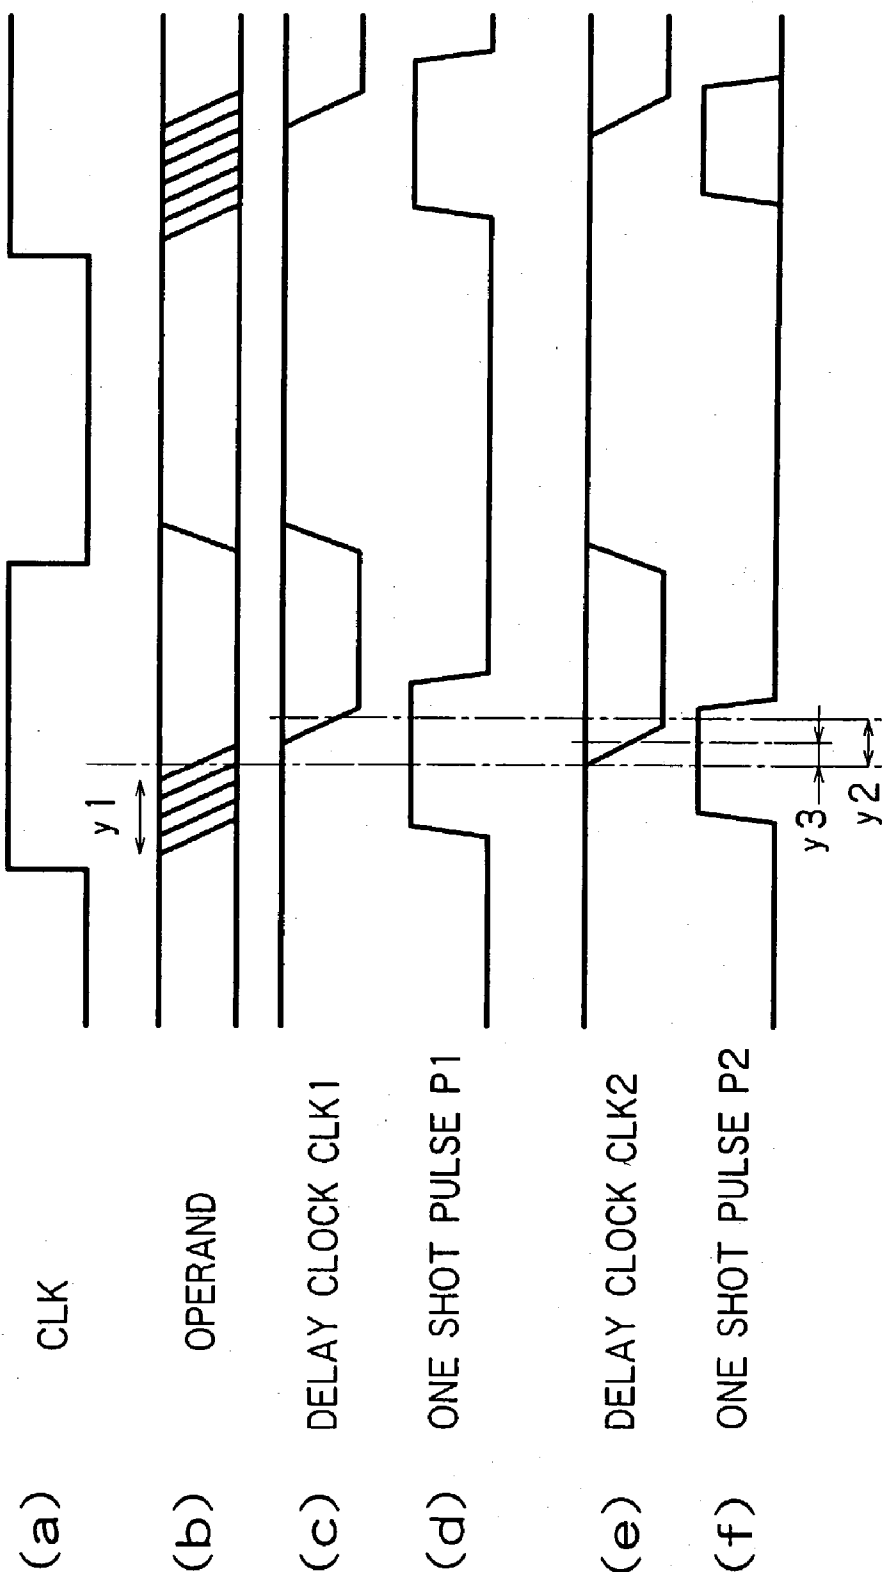 (a) CLK
(b) OPERAND
y1
(c) DELAY CLOCK CLK1
(d) ONE SHOT PULSE P1
(e) DELAY CLOCK CLK2
(f) ONE SHOT PULSE P2
y3
y2